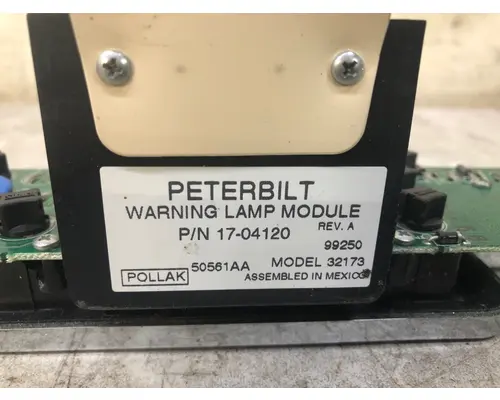 PETERBILT
WARNING LAMP MODULE
P/N 17-04120 REV. A
99250
POLLAK 50561AA MODEL 32173
ASSEMBLED IN MEXICO